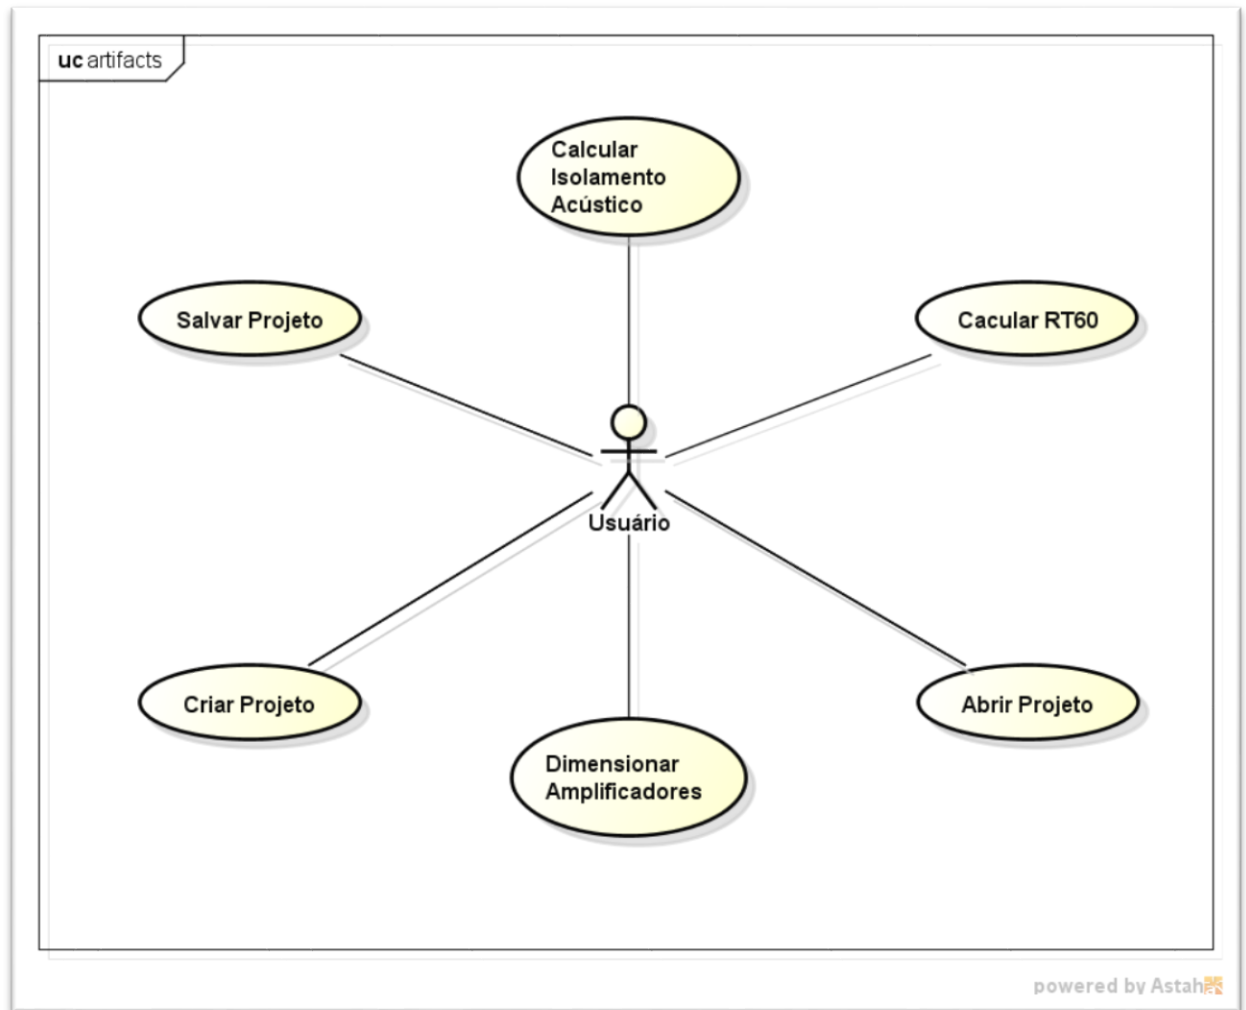 uc artifacts
Calcular
Isolamento
Acústico
Salvar Projeto
Cacular RT60
Usuário
Criar Projeto
Abrir Projeto
Dimensionar
Amplificadores
powered by Astah